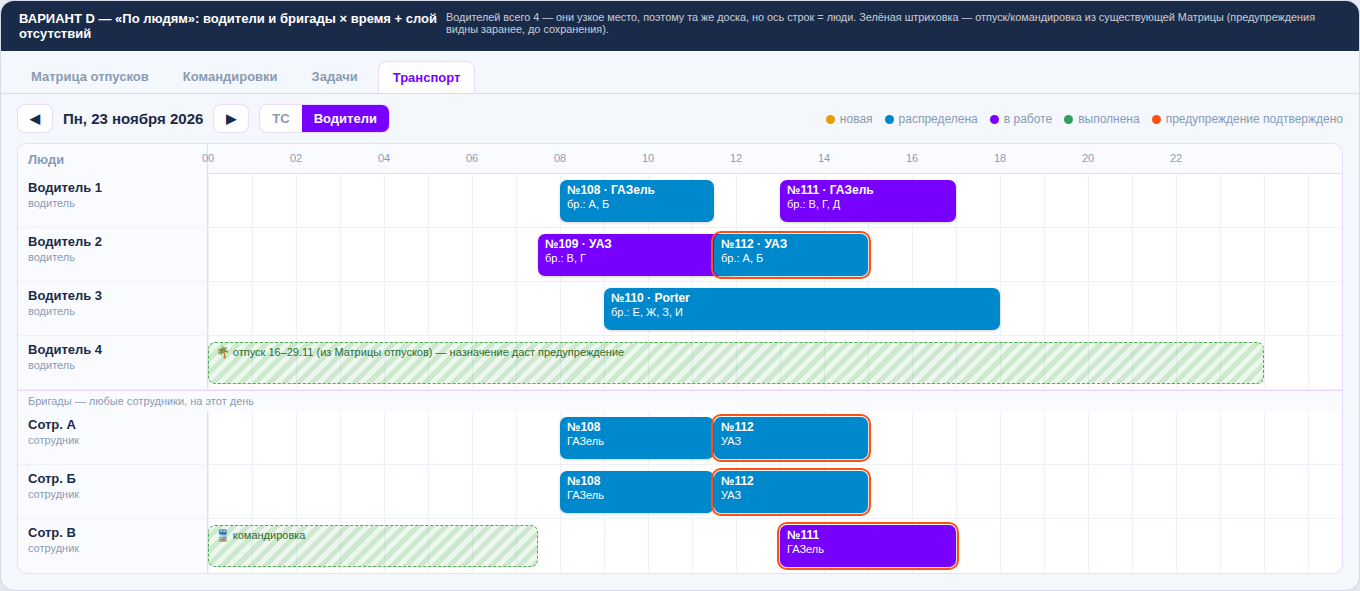 ВАРИАНТ D — «По людям»: водители и бригады × время + слой отсутствий
Водителей всего 4 — они узкое место, поэтому та же доска, но ось строк = люди. Зелёная штриховка — отпуск/командировка из существующей Матрицы (предупреждения видны заранее, до сохранения).
Матрица отпусков Командировки Задачи Транспорт
◀ Пн, 23 ноября 2026 ▶ ТС Водители
новая распределена в работе выполнена предупреждение подтверждено
Люди 00 02 04 06 08 10 12 14 16 18 20 22
Водитель 1
водитель
№108 · ГАЗель
бр.: А, Б
№111 · ГАЗель
бр.: В, Г, Д
Водитель 2
водитель
№109 · УАЗ
бр.: В, Г
№112 · УАЗ
бр.: А, Б
Водитель 3
водитель
№110 · Porter
бр.: Е, Ж, З, И
Водитель 4
водитель
🌴 отпуск 16–29.11 (из Матрицы отпусков) — назначение даст предупреждение
Бригады — любые сотрудники, на этот день
Сотр. А
сотрудник
№108
ГАЗель
№112
УАЗ
Сотр. Б
сотрудник
№108
ГАЗель
№112
УАЗ
Сотр. В
сотрудник
🚆 командировка
№111
ГАЗель